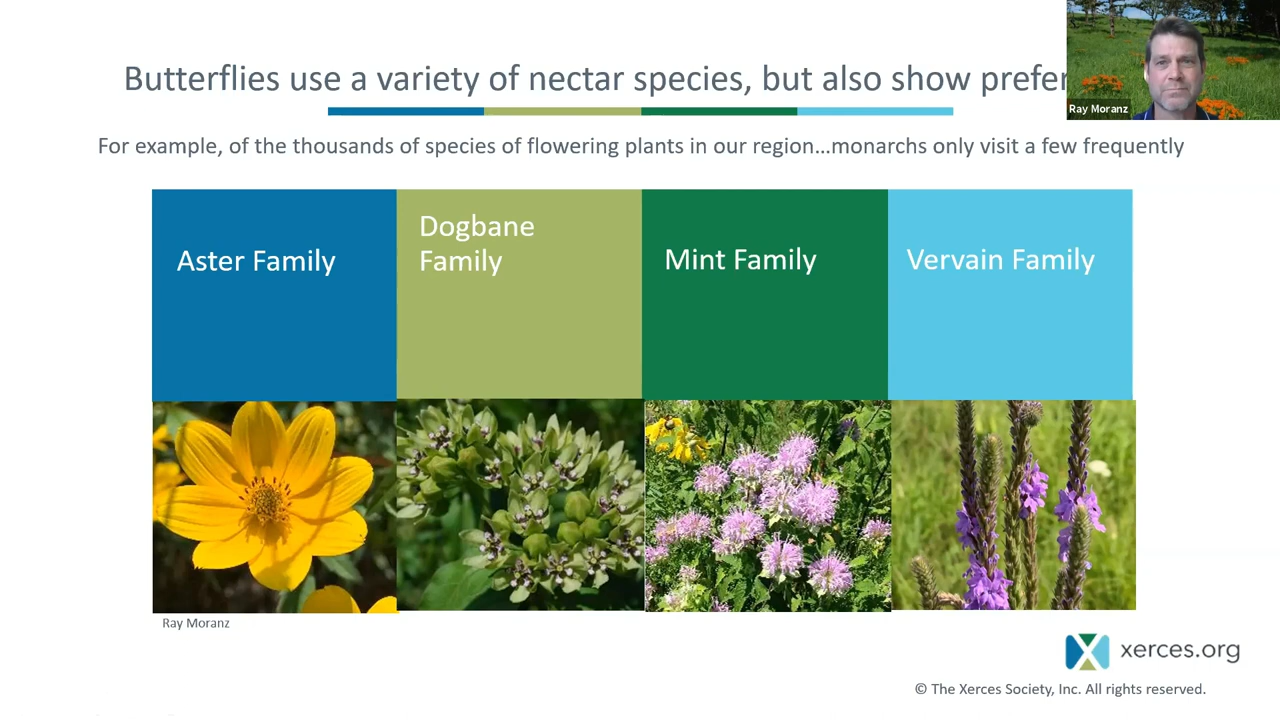 Butterflies use a variety of nectar species, but also show prefer
Ray Moranz
For example, of the thousands of species of flowering plants in our region...monarchs only visit a few frequently
Aster Family
Dogbane
Family
Mint Family
Vervain Family
Ray Moranz
xerces.org
© The Xerces Society, Inc. All rights reserved.